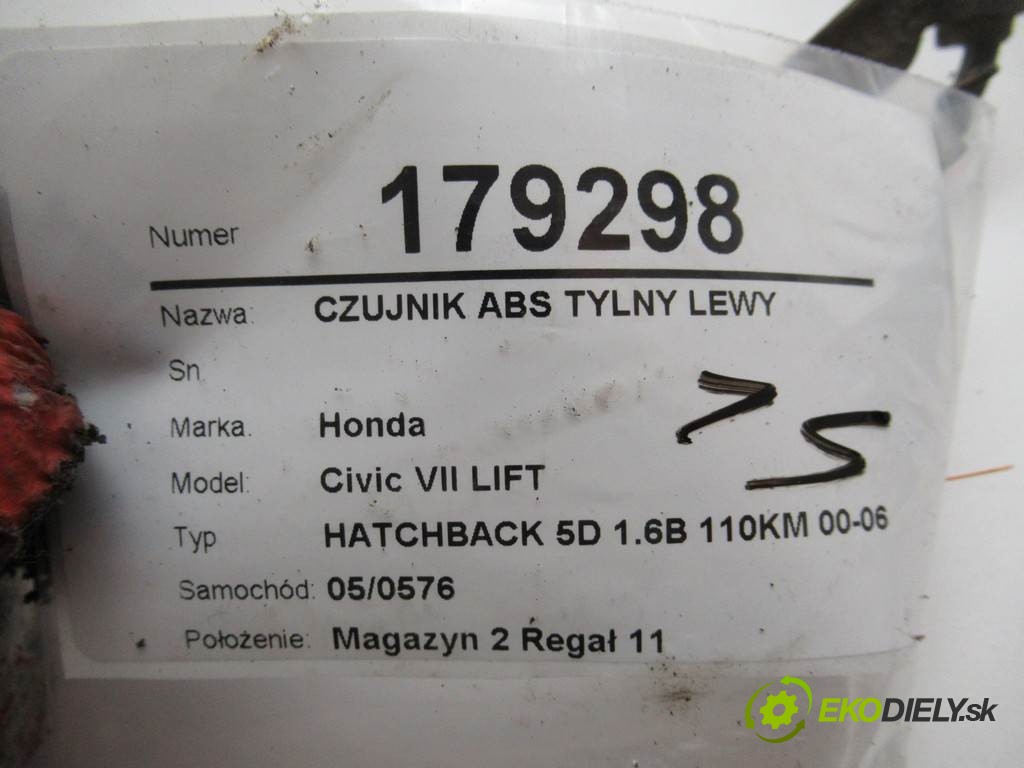 Numer 179298
Nazwa: CZUJNIK ABS TYLNY LEWY
Sn
Marka. Honda
Model: Civic VII LIFT
Typ HATCHBACK 5D 1.6B 110KM 00-06
Samochód: 05/0576
Położenie: Magazyn 2 Regał 11
EKODIELY.sk